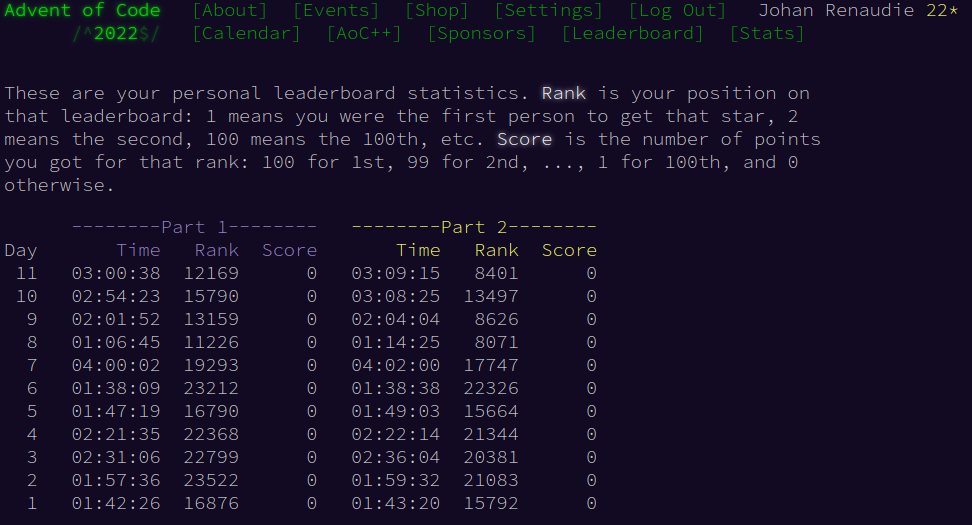 Advent of Code [About] [Events] [Shop] [Settings] [Log Out] Johan Renaudie 22*
/^2022$/ [Calendar] [AoC++] [Sponsors] [Leaderboard] [Stats]
These are your personal leaderboard statistics. Rank is your position on
that leaderboard: 1 means you were the first person to get that star, 2
means the second, 100 means the 100th, etc. Score is the number of points
you got for that rank: 100 for 1st, 99 for 2nd, ..., 1 for 100th, and 0
otherwise.
--------Part 1-------- --------Part 2--------
Day Time Rank Score Time Rank Score
11 03:00:38 12169 0 03:09:15 8401 0
10 02:54:23 15790 0 03:08:25 13497 0
9 02:01:52 13159 0 02:04:04 8626 0
8 01:06:45 11226 0 01:14:25 8071 0
7 04:00:02 19293 0 04:02:00 17747 0
6 01:38:09 23212 0 01:38:38 22326 0
5 01:47:19 16790 0 01:49:03 15664 0
4 02:21:35 22368 0 02:22:14 21344 0
3 02:31:06 22799 0 02:36:04 20381 0
2 01:57:36 23522 0 01:59:32 21083 0
1 01:42:26 16876 0 01:43:20 15792 0